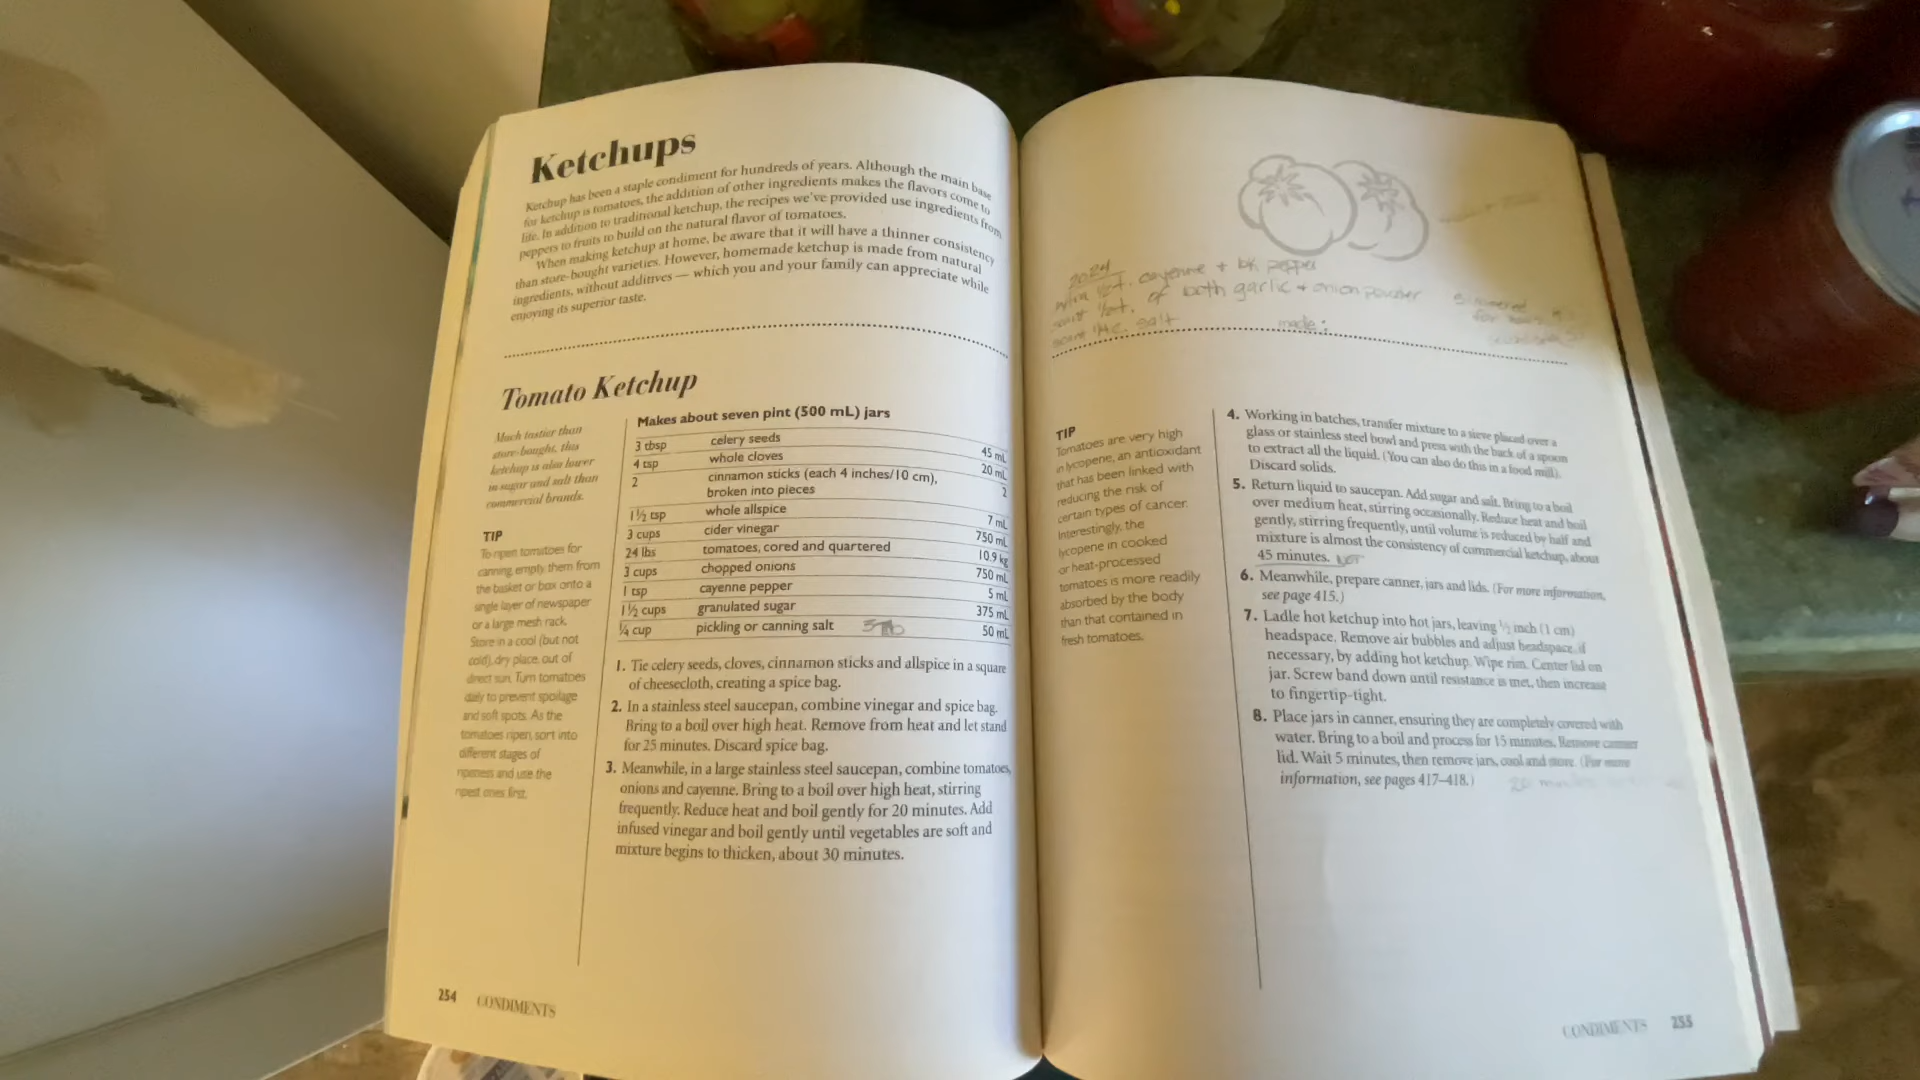 Ketchups
Ketchup has been a staple condiment for hundreds of years. Although the main base
for ketchup is tomatoes, the addition of other ingredients makes the flavors come to
life. In addition to traditional ketchup, the recipes we've provided use ingredients from
peppers to fruits to build on the natural flavor of tomatoes.
When making ketchup at home, be aware that it will have a thinner consistency
than store-bought varieties. However, homemade ketchup is made from natural
ingredients, without additives — which you and your family can appreciate while
enjoying its superior taste.
Tomato Ketchup
Much tastier than
store-bought, this
ketchup is also lower
in sugar and salt than
commercial brands.
TIP
To ripen tomatoes for
canning, empty them from
the basket or box onto a
single layer of newspaper
or a large mesh rack.
Store in a cool (but not
cold), dry place, out of
direct sun. Turn tomatoes
daily to prevent spoilage
and soft spots. As the
tomatoes ripen, sort into
different stages of
ripeness and use the
ripest ones first.
Makes about seven pint (500 mL) jars
3 tbsp celery seeds 45 mL
4 tsp whole cloves 20 mL
2 cinnamon sticks (each 4 inches/10 cm), 2
broken into pieces
1½ tsp whole allspice 7 mL
3 cups cider vinegar 750 mL
24 lbs tomatoes, cored and quartered 10.9 kg
3 cups chopped onions 750 mL
1 tsp cayenne pepper 5 mL
1½ cups granulated sugar 375 mL
¼ cup pickling or canning salt 50 mL
1. Tie celery seeds, cloves, cinnamon sticks and allspice in a square
of cheesecloth, creating a spice bag.
2. In a stainless steel saucepan, combine vinegar and spice bag.
Bring to a boil over high heat. Remove from heat and let stand
for 25 minutes. Discard spice bag.
3. Meanwhile, in a large stainless steel saucepan, combine tomatoes,
onions and cayenne. Bring to a boil over high heat, stirring
frequently. Reduce heat and boil gently for 20 minutes. Add
infused vinegar and boil gently until vegetables are soft and
mixture begins to thicken, about 30 minutes.
254 CONDIMENTS
2024
cayenne + blk pepper
of both garlic + onion powder
salt
made:
simmered
for
TIP
Tomatoes are very high
in lycopene, an antioxidant
that has been linked with
reducing the risk of
certain types of cancer.
Interestingly, the
lycopene in cooked
or heat-processed
tomatoes is more readily
absorbed by the body
than that contained in
fresh tomatoes.
4. Working in batches, transfer mixture to a sieve placed over a
glass or stainless steel bowl and press with the back of a spoon
to extract all the liquid. (You can also do this in a food mill).
Discard solids.
5. Return liquid to saucepan. Add sugar and salt. Bring to a boil
over medium heat, stirring occasionally. Reduce heat and boil
gently, stirring frequently, until volume is reduced by half and
mixture is almost the consistency of commercial ketchup, about
45 minutes. NOT
6. Meanwhile, prepare canner, jars and lids. (For more information,
see page 415.)
7. Ladle hot ketchup into hot jars, leaving ½ inch (1 cm)
headspace. Remove air bubbles and adjust headspace, if
necessary, by adding hot ketchup. Wipe rim. Center lid on
jar. Screw band down until resistance is met, then increase
to fingertip-tight.
8. Place jars in canner, ensuring they are completely covered with
water. Bring to a boil and process for 15 minutes. Remove canner
lid. Wait 5 minutes, then remove jars, cool and store. (For more
information, see pages 417–418.) 20 min
CONDIMENTS 255